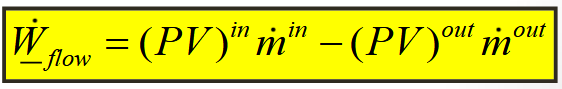 Ẇ_flow = (PV)^in ṁ^in − (PV)^out ṁ^out